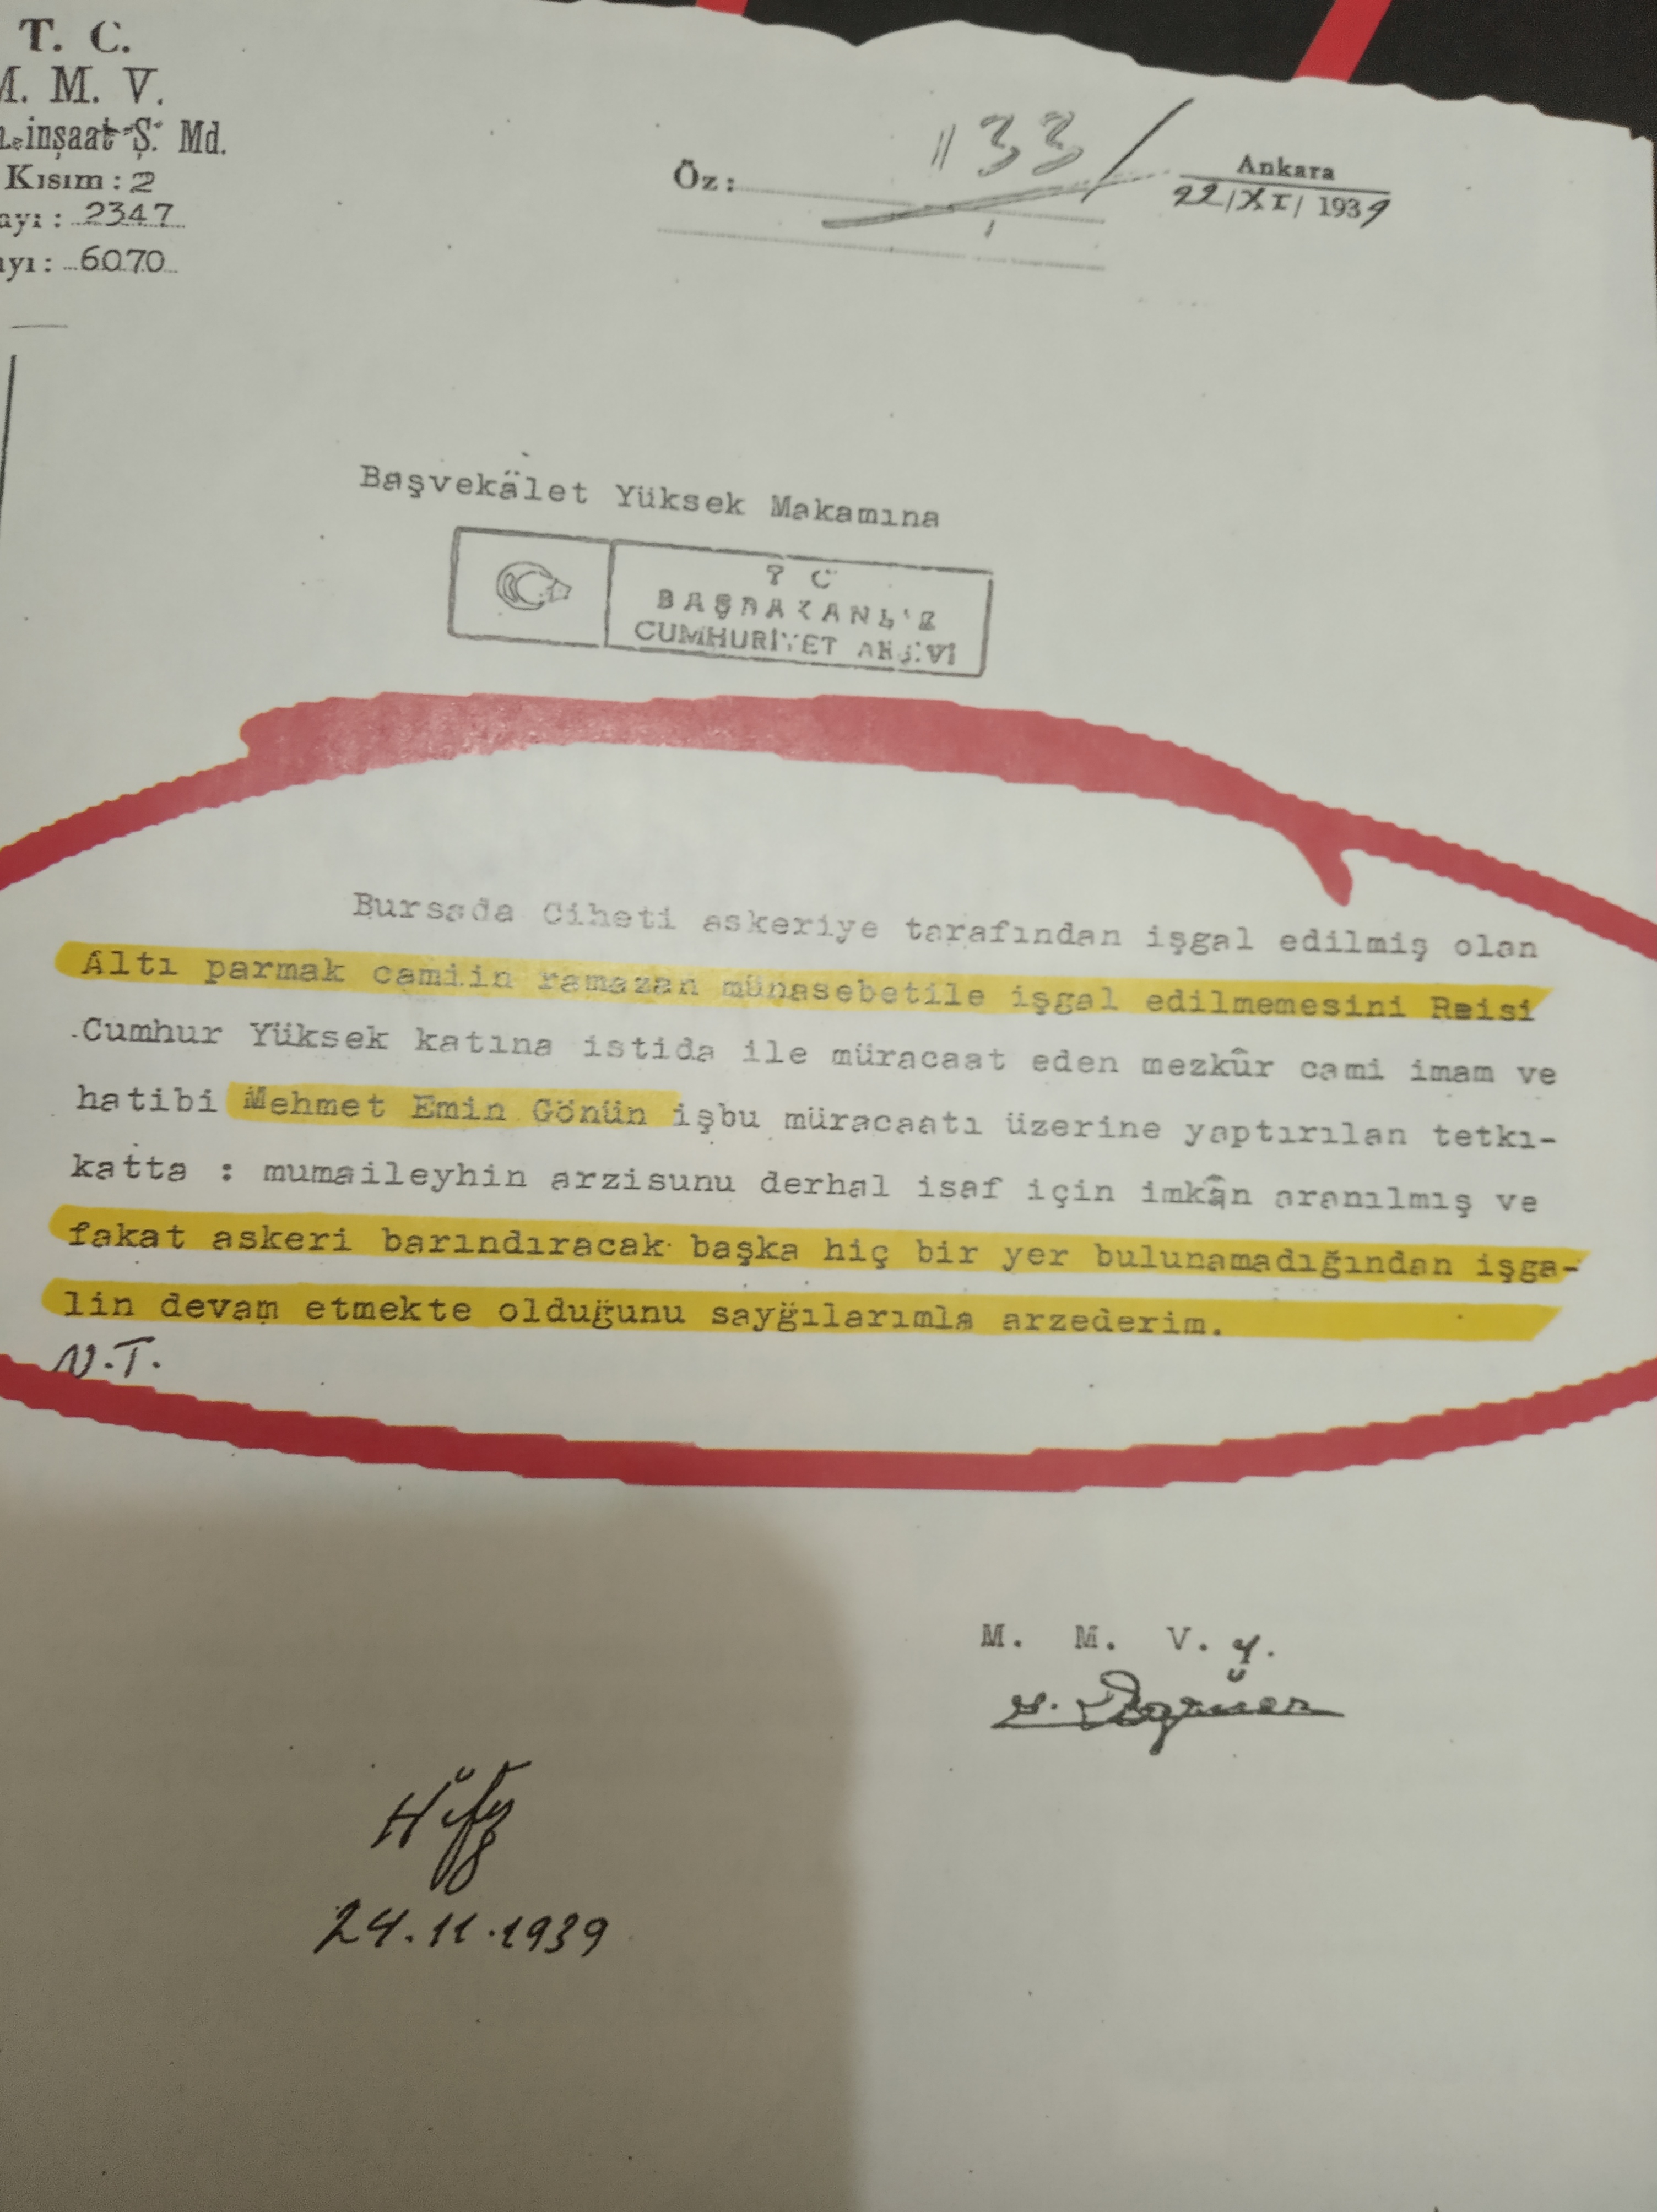 T. C.
M. M. V.
inşaat Ş. Md.
Kısım : 2
ayı : 2347
ayı : 6070
1133/
Öz :
Ankara
22/XI/ 1939
Başvekâlet Yüksek Makamına
T C
BAŞBAKANLIK
CUMHURİYET ARŞİVİ
Bursada Ciheti askeriye tarafından işgal edilmiş olan
Altı parmak camiin ramazan münasebetile işgal edilmemesini Reisi
Cumhur Yüksek katına istida ile müracaat eden mezkûr cami imam ve
hatibi Mehmet Emin Gönün işbu müracaatı üzerine yaptırılan tetkı-
katta : mumaileyhin arzisunu derhal isaf için imkân aranılmış ve
fakat askeri barındıracak başka hiç bir yer bulunamadığından işga-
lin devam etmekte olduğunu sayğılarımla arzederim.
N.T.
M. M. V. y.
Hıfz
24.11.1939